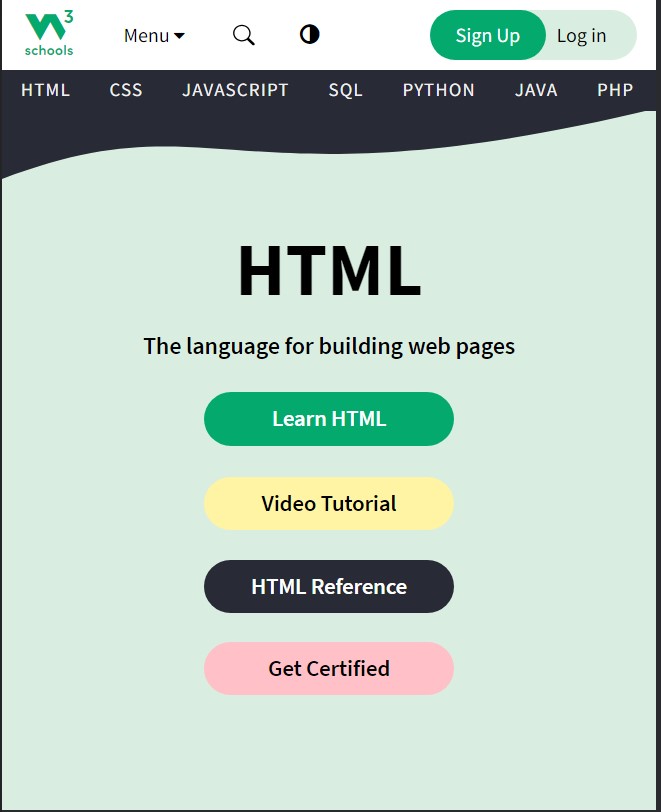 W3
schools
Menu
Sign Up
Log in
HTML CSS JAVASCRIPT SQL PYTHON JAVA PHP
HTML
The language for building web pages
Learn HTML
Video Tutorial
HTML Reference
Get Certified